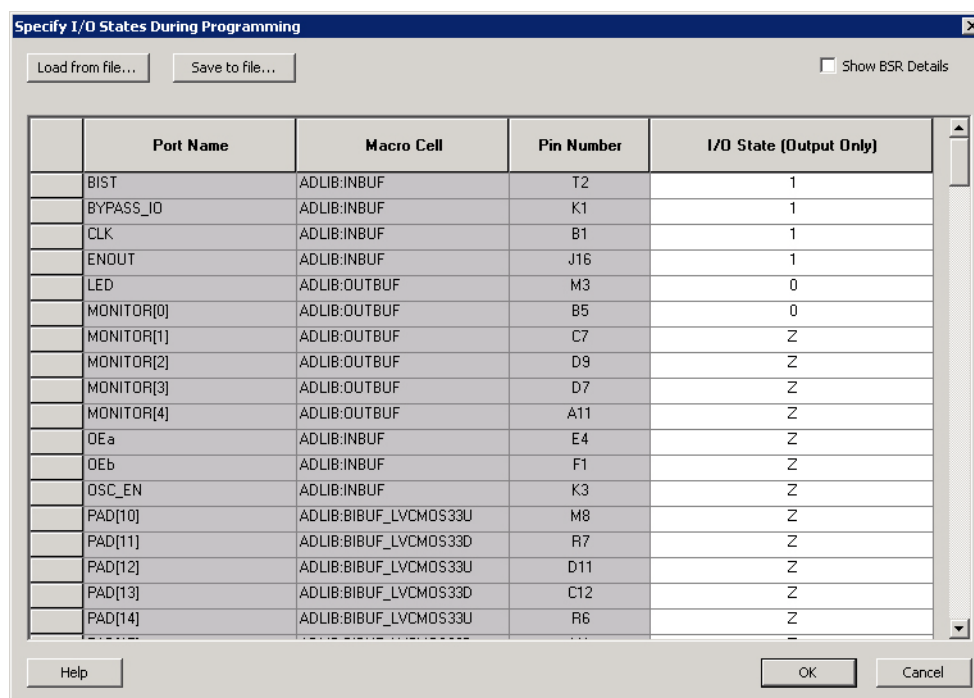 Specify I/O States During Programming
Load from file... Save to file... Show BSR Details
Port Name Macro Cell Pin Number I/O State (Output Only)
BIST ADLIB:INBUF T2 1
BYPASS_IO ADLIB:INBUF K1 1
CLK ADLIB:INBUF B1 1
ENOUT ADLIB:INBUF J16 1
LED ADLIB:OUTBUF M3 0
MONITOR[0] ADLIB:OUTBUF B5 0
MONITOR[1] ADLIB:OUTBUF C7 Z
MONITOR[2] ADLIB:OUTBUF D9 Z
MONITOR[3] ADLIB:OUTBUF D7 Z
MONITOR[4] ADLIB:OUTBUF A11 Z
OEa ADLIB:INBUF E4 Z
OEb ADLIB:INBUF F1 Z
OSC_EN ADLIB:INBUF K3 Z
PAD[10] ADLIB:BIBUF_LVCMOS33U M8 Z
PAD[11] ADLIB:BIBUF_LVCMOS33D R7 Z
PAD[12] ADLIB:BIBUF_LVCMOS33U D11 Z
PAD[13] ADLIB:BIBUF_LVCMOS33D C12 Z
PAD[14] ADLIB:BIBUF_LVCMOS33U R6 Z
Help OK Cancel